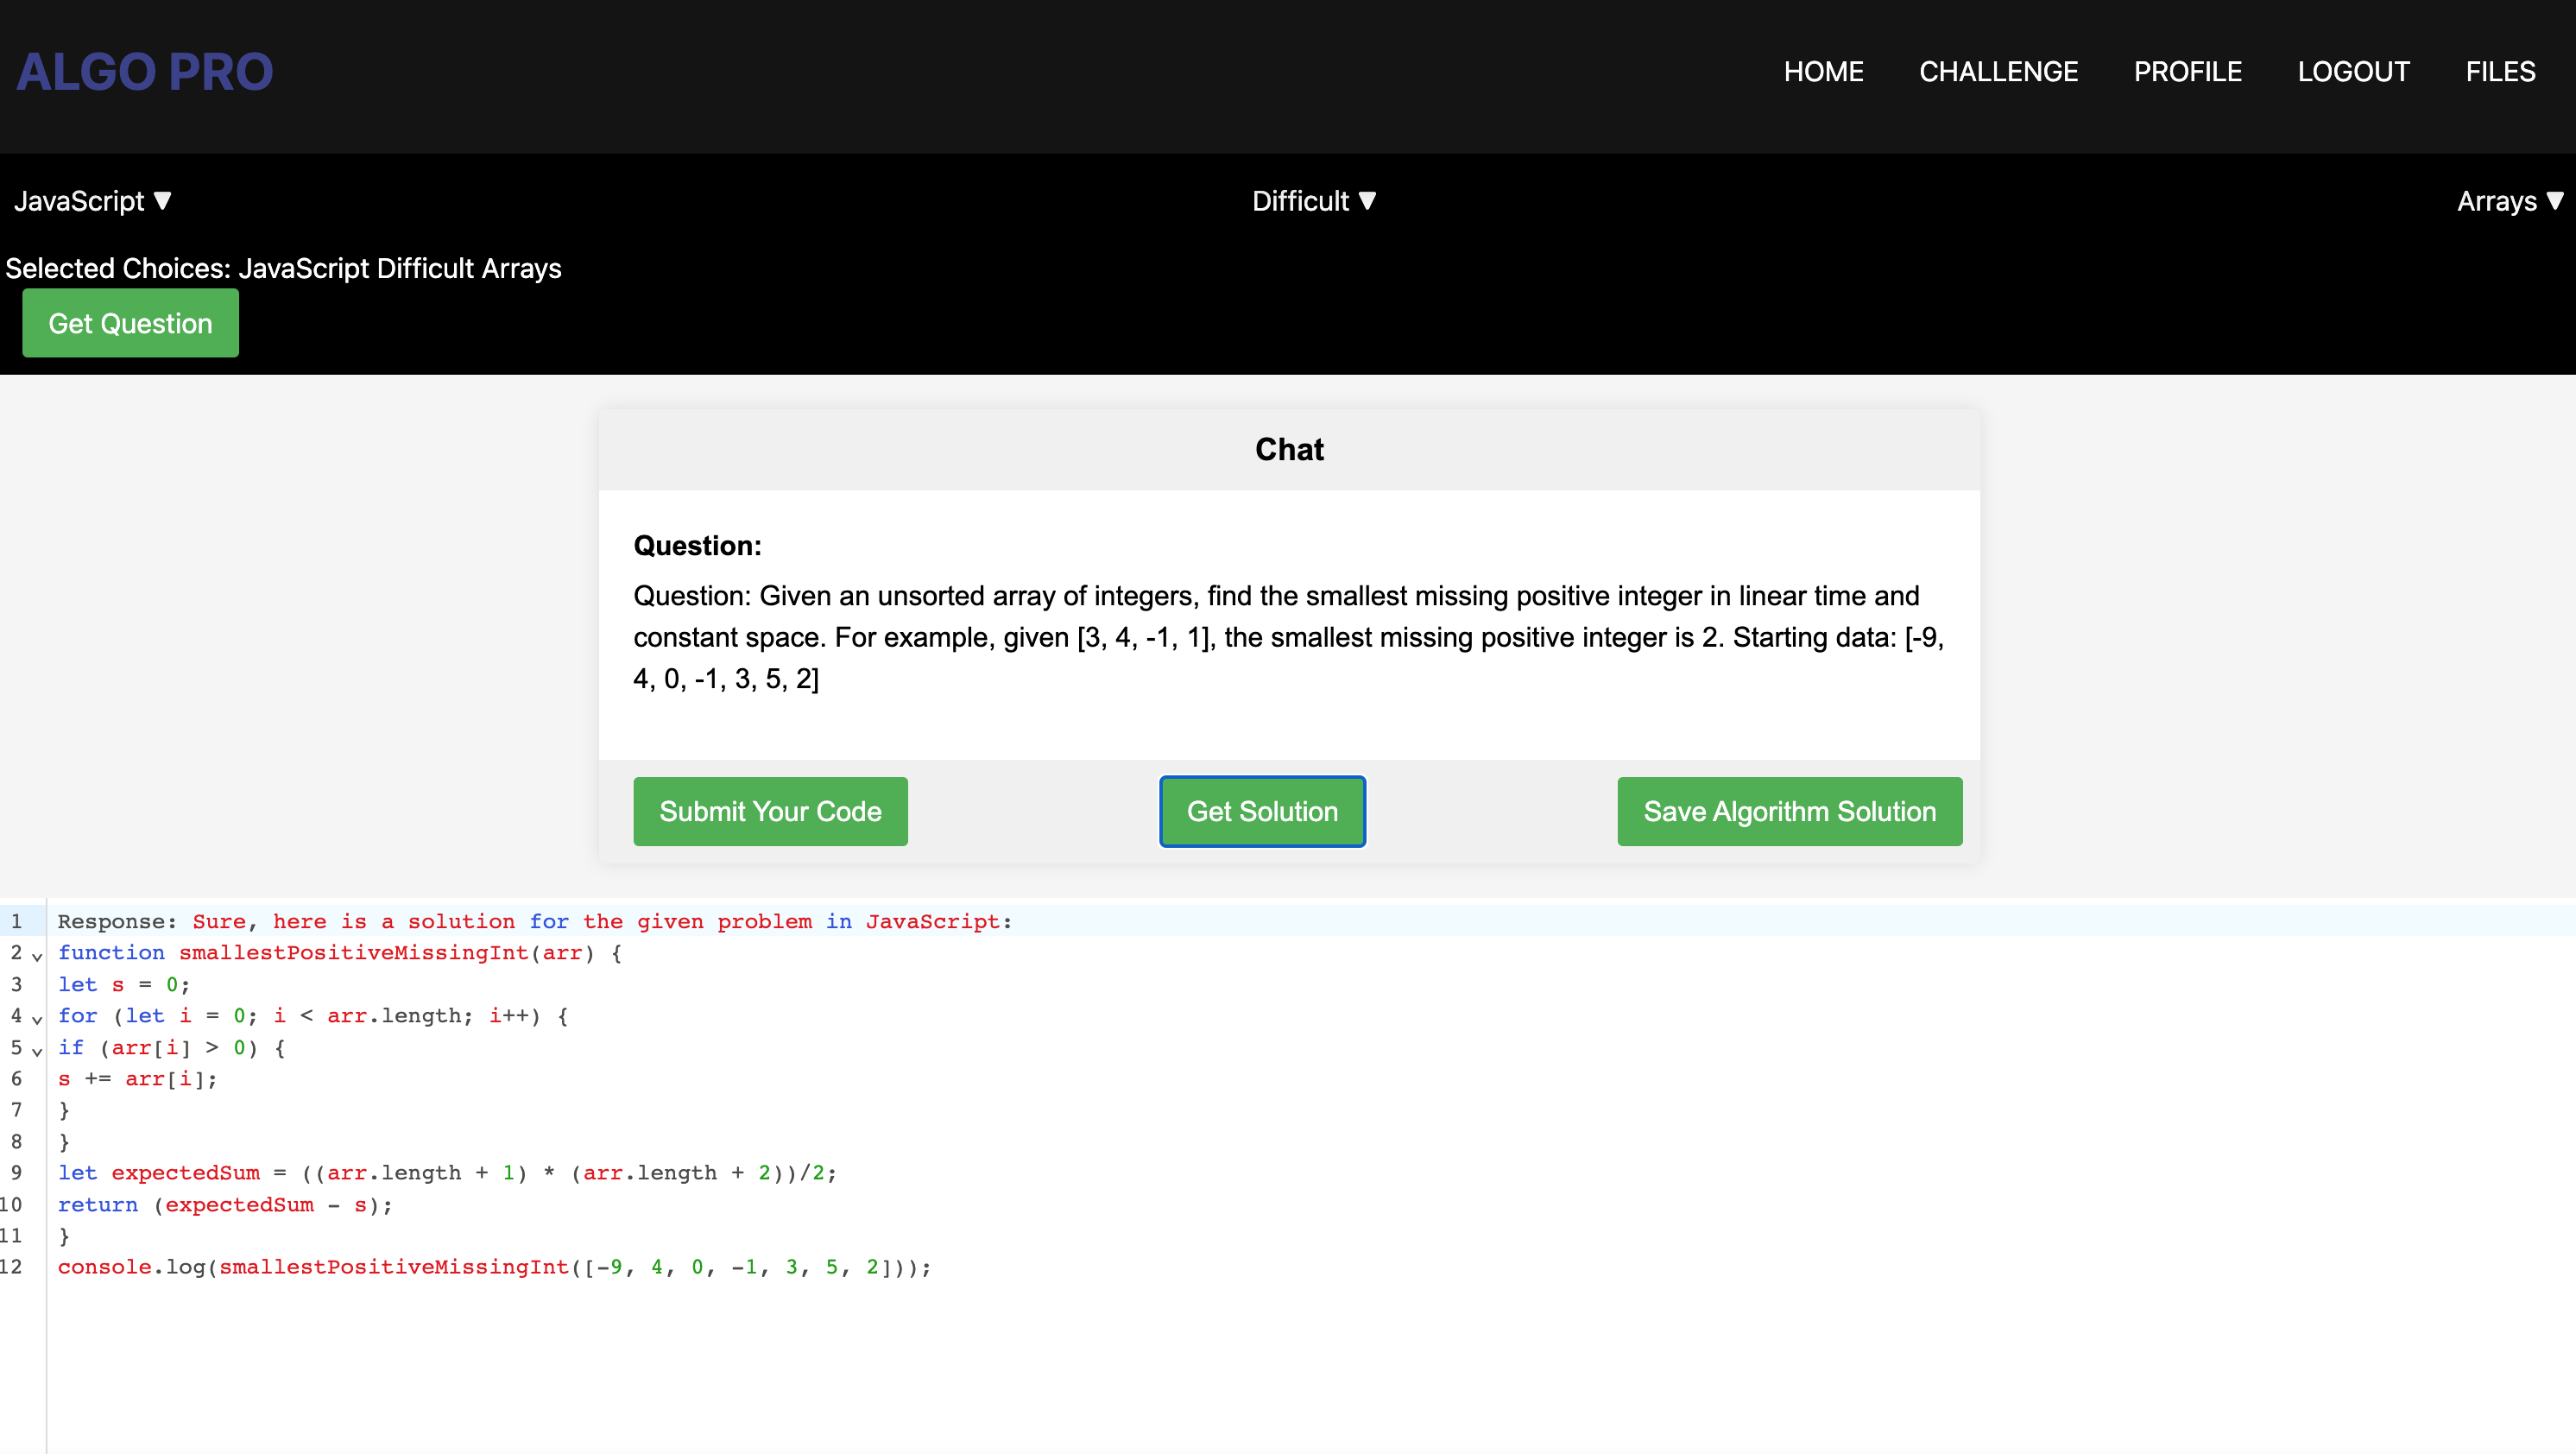 ALGO PRO
HOME CHALLENGE PROFILE LOGOUT FILES
JavaScript ▼ Difficult ▼ Arrays ▼
Selected Choices: JavaScript Difficult Arrays
Get Question
Chat
Question:
Question: Given an unsorted array of integers, find the smallest missing positive integer in linear time and
constant space. For example, given [3, 4, -1, 1], the smallest missing positive integer is 2. Starting data: [-9,
4, 0, -1, 3, 5, 2]
Submit Your Code Get Solution Save Algorithm Solution
1 Response: Sure, here is a solution for the given problem in JavaScript:
2 function smallestPositiveMissingInt(arr) {
3 let s = 0;
4 for (let i = 0; i < arr.length; i++) {
5 if (arr[i] > 0) {
6 s += arr[i];
7 }
8 }
9 let expectedSum = ((arr.length + 1) * (arr.length + 2))/2;
10 return (expectedSum - s);
11 }
12 console.log(smallestPositiveMissingInt([-9, 4, 0, -1, 3, 5, 2]));